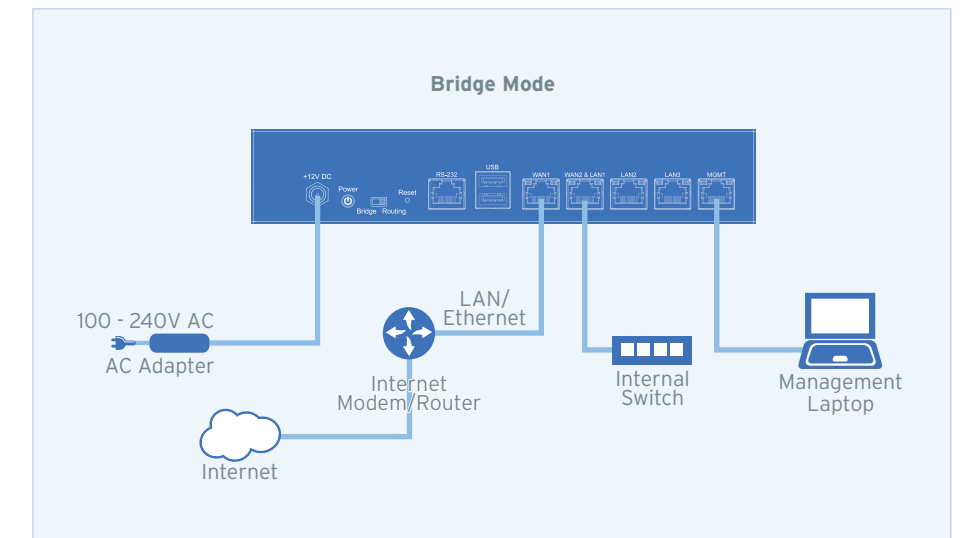 Bridge Mode
+12V DC
Power
Bridge Routing
Reset
RS-232
USB
WAN1
WAN2 & LAN1
LAN2
LAN3
MGMT
100 - 240V AC
AC Adapter
LAN/
Ethernet
Internet
Modem/Router
Internet
Internal
Switch
Management
Laptop